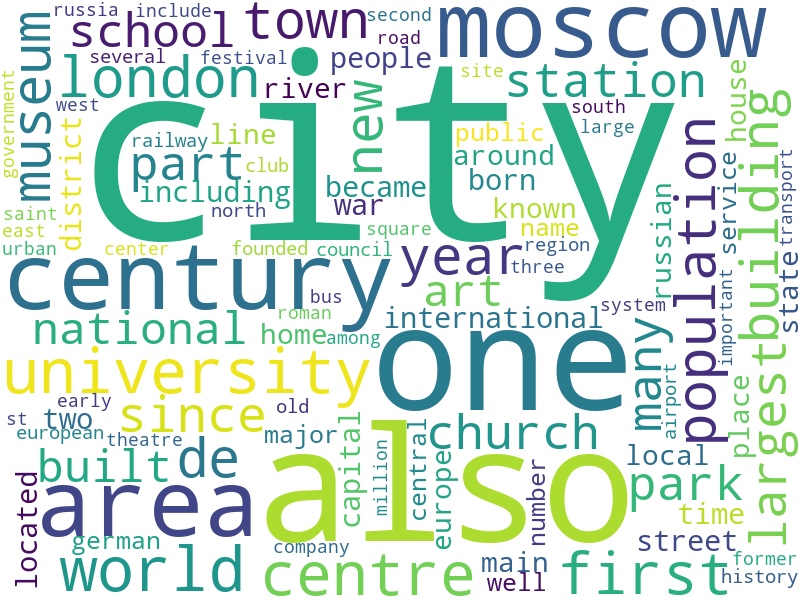 russia include
school
town
second
moscow
road
several festival
people
museum
london
river
site
station
government
west
city
south
house
railway
line
new
public
large
district
part
club
around
building
including
became
born
population
service
transport
saint
north
war
known
russian
east
square
name
urban
center
founded council
region
state
century
year
three
largest
bus
art
system
important
roman
international
national
home
among
one
many
airport
university
early
since
old
place
st two
european
theatre
major
capital
million
central
church
local
built
de
also
europe
number
park
located
area
time
german
company
main
street
former
world
centre
well
first
history